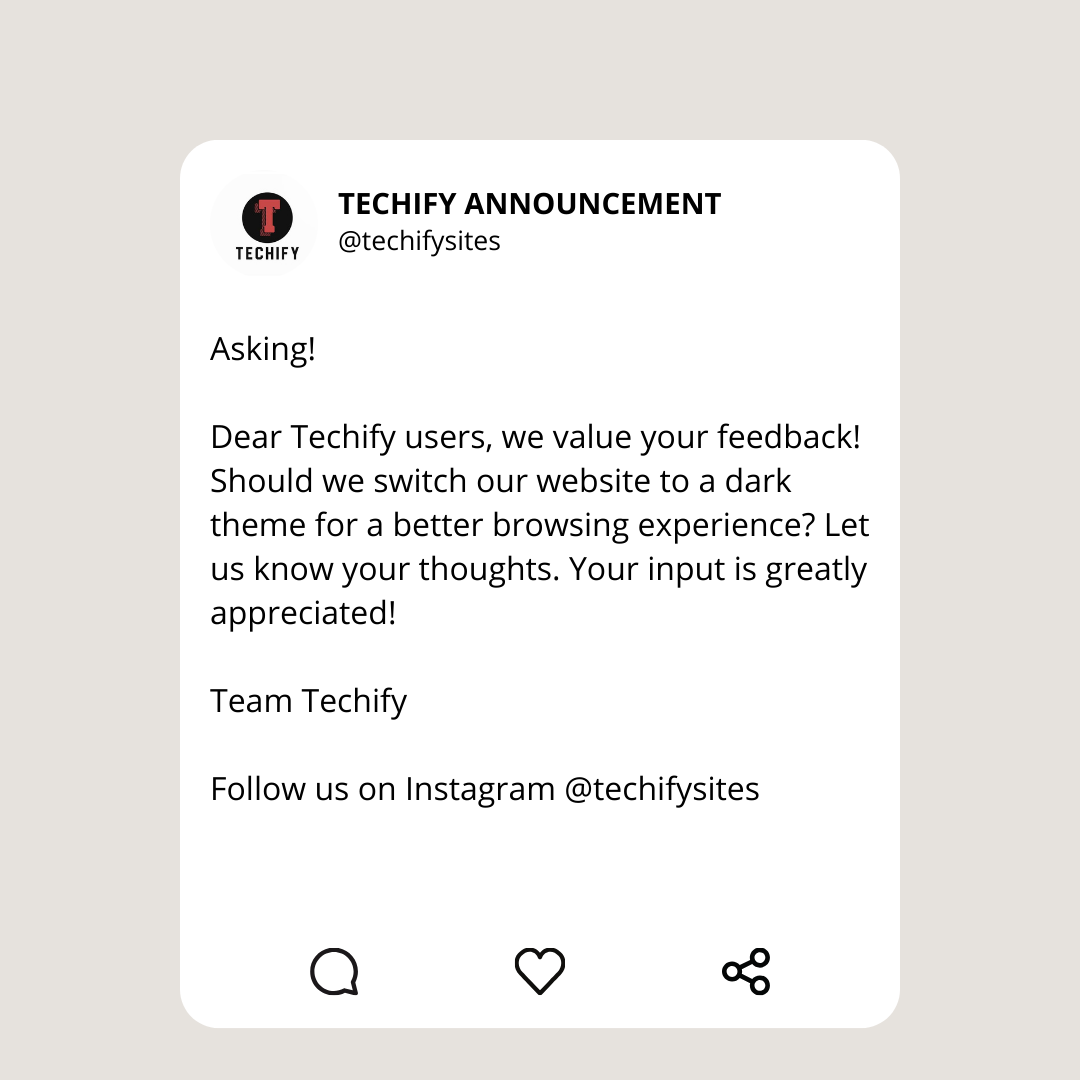 T
TECHIFY
TECHIFY ANNOUNCEMENT
@techifysites
Asking!
Dear Techify users, we value your feedback!
Should we switch our website to a dark
theme for a better browsing experience? Let
us know your thoughts. Your input is greatly
appreciated!
Team Techify
Follow us on Instagram @techifysites